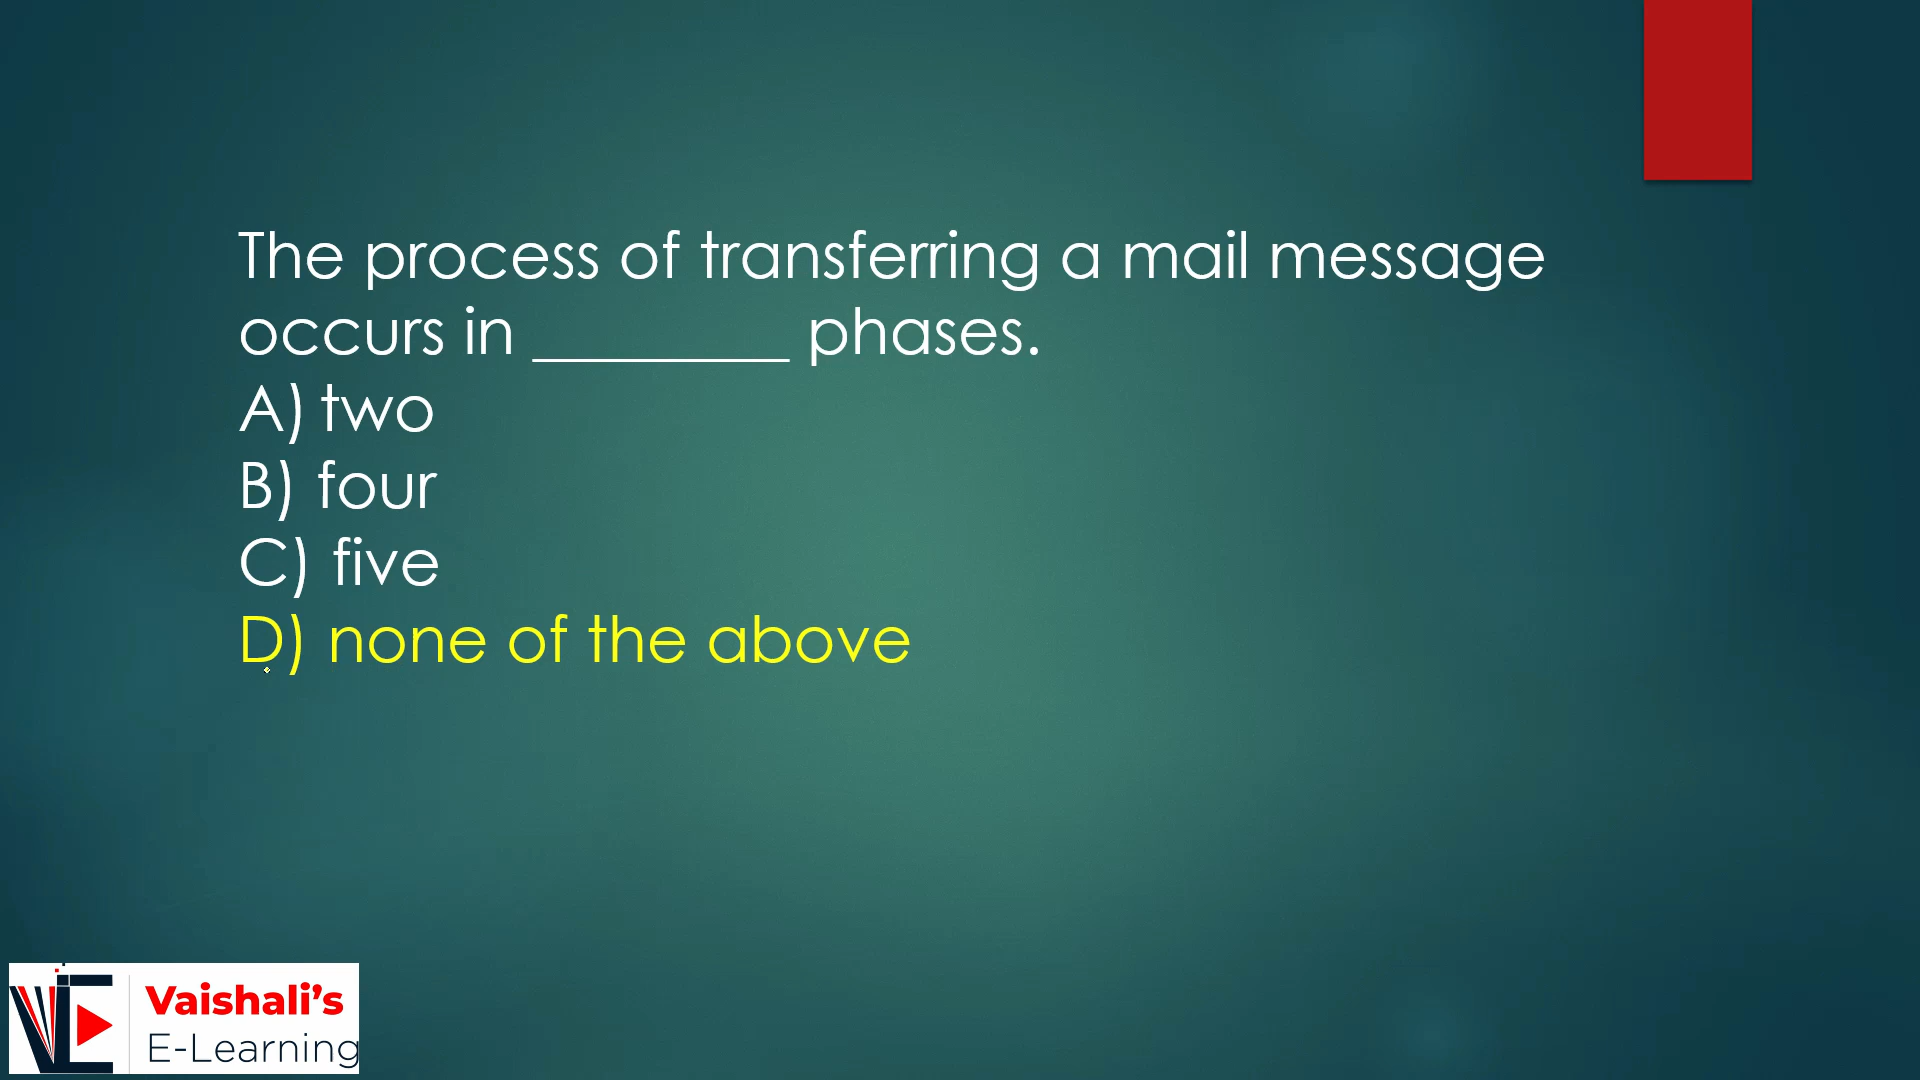 The process of transferring a mail message
occurs in ________ phases.
A) two
B) four
C) five
D) none of the above
Vaishali's
E-Learning